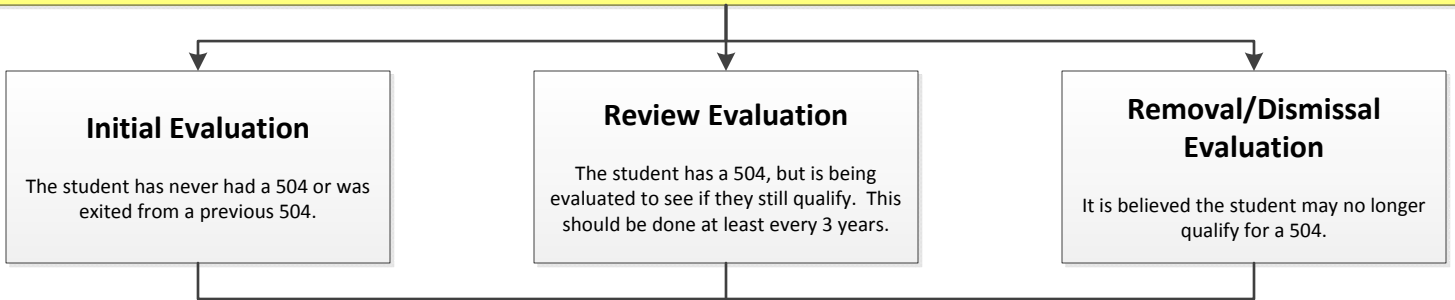 Initial Evaluation
The student has never had a 504 or was
exited from a previous 504.
Review Evaluation
The student has a 504, but is being
evaluated to see if they still qualify.  This
should be done at least every 3 years.
Removal/Dismissal
Evaluation
It is believed the student may no longer
qualify for a 504.